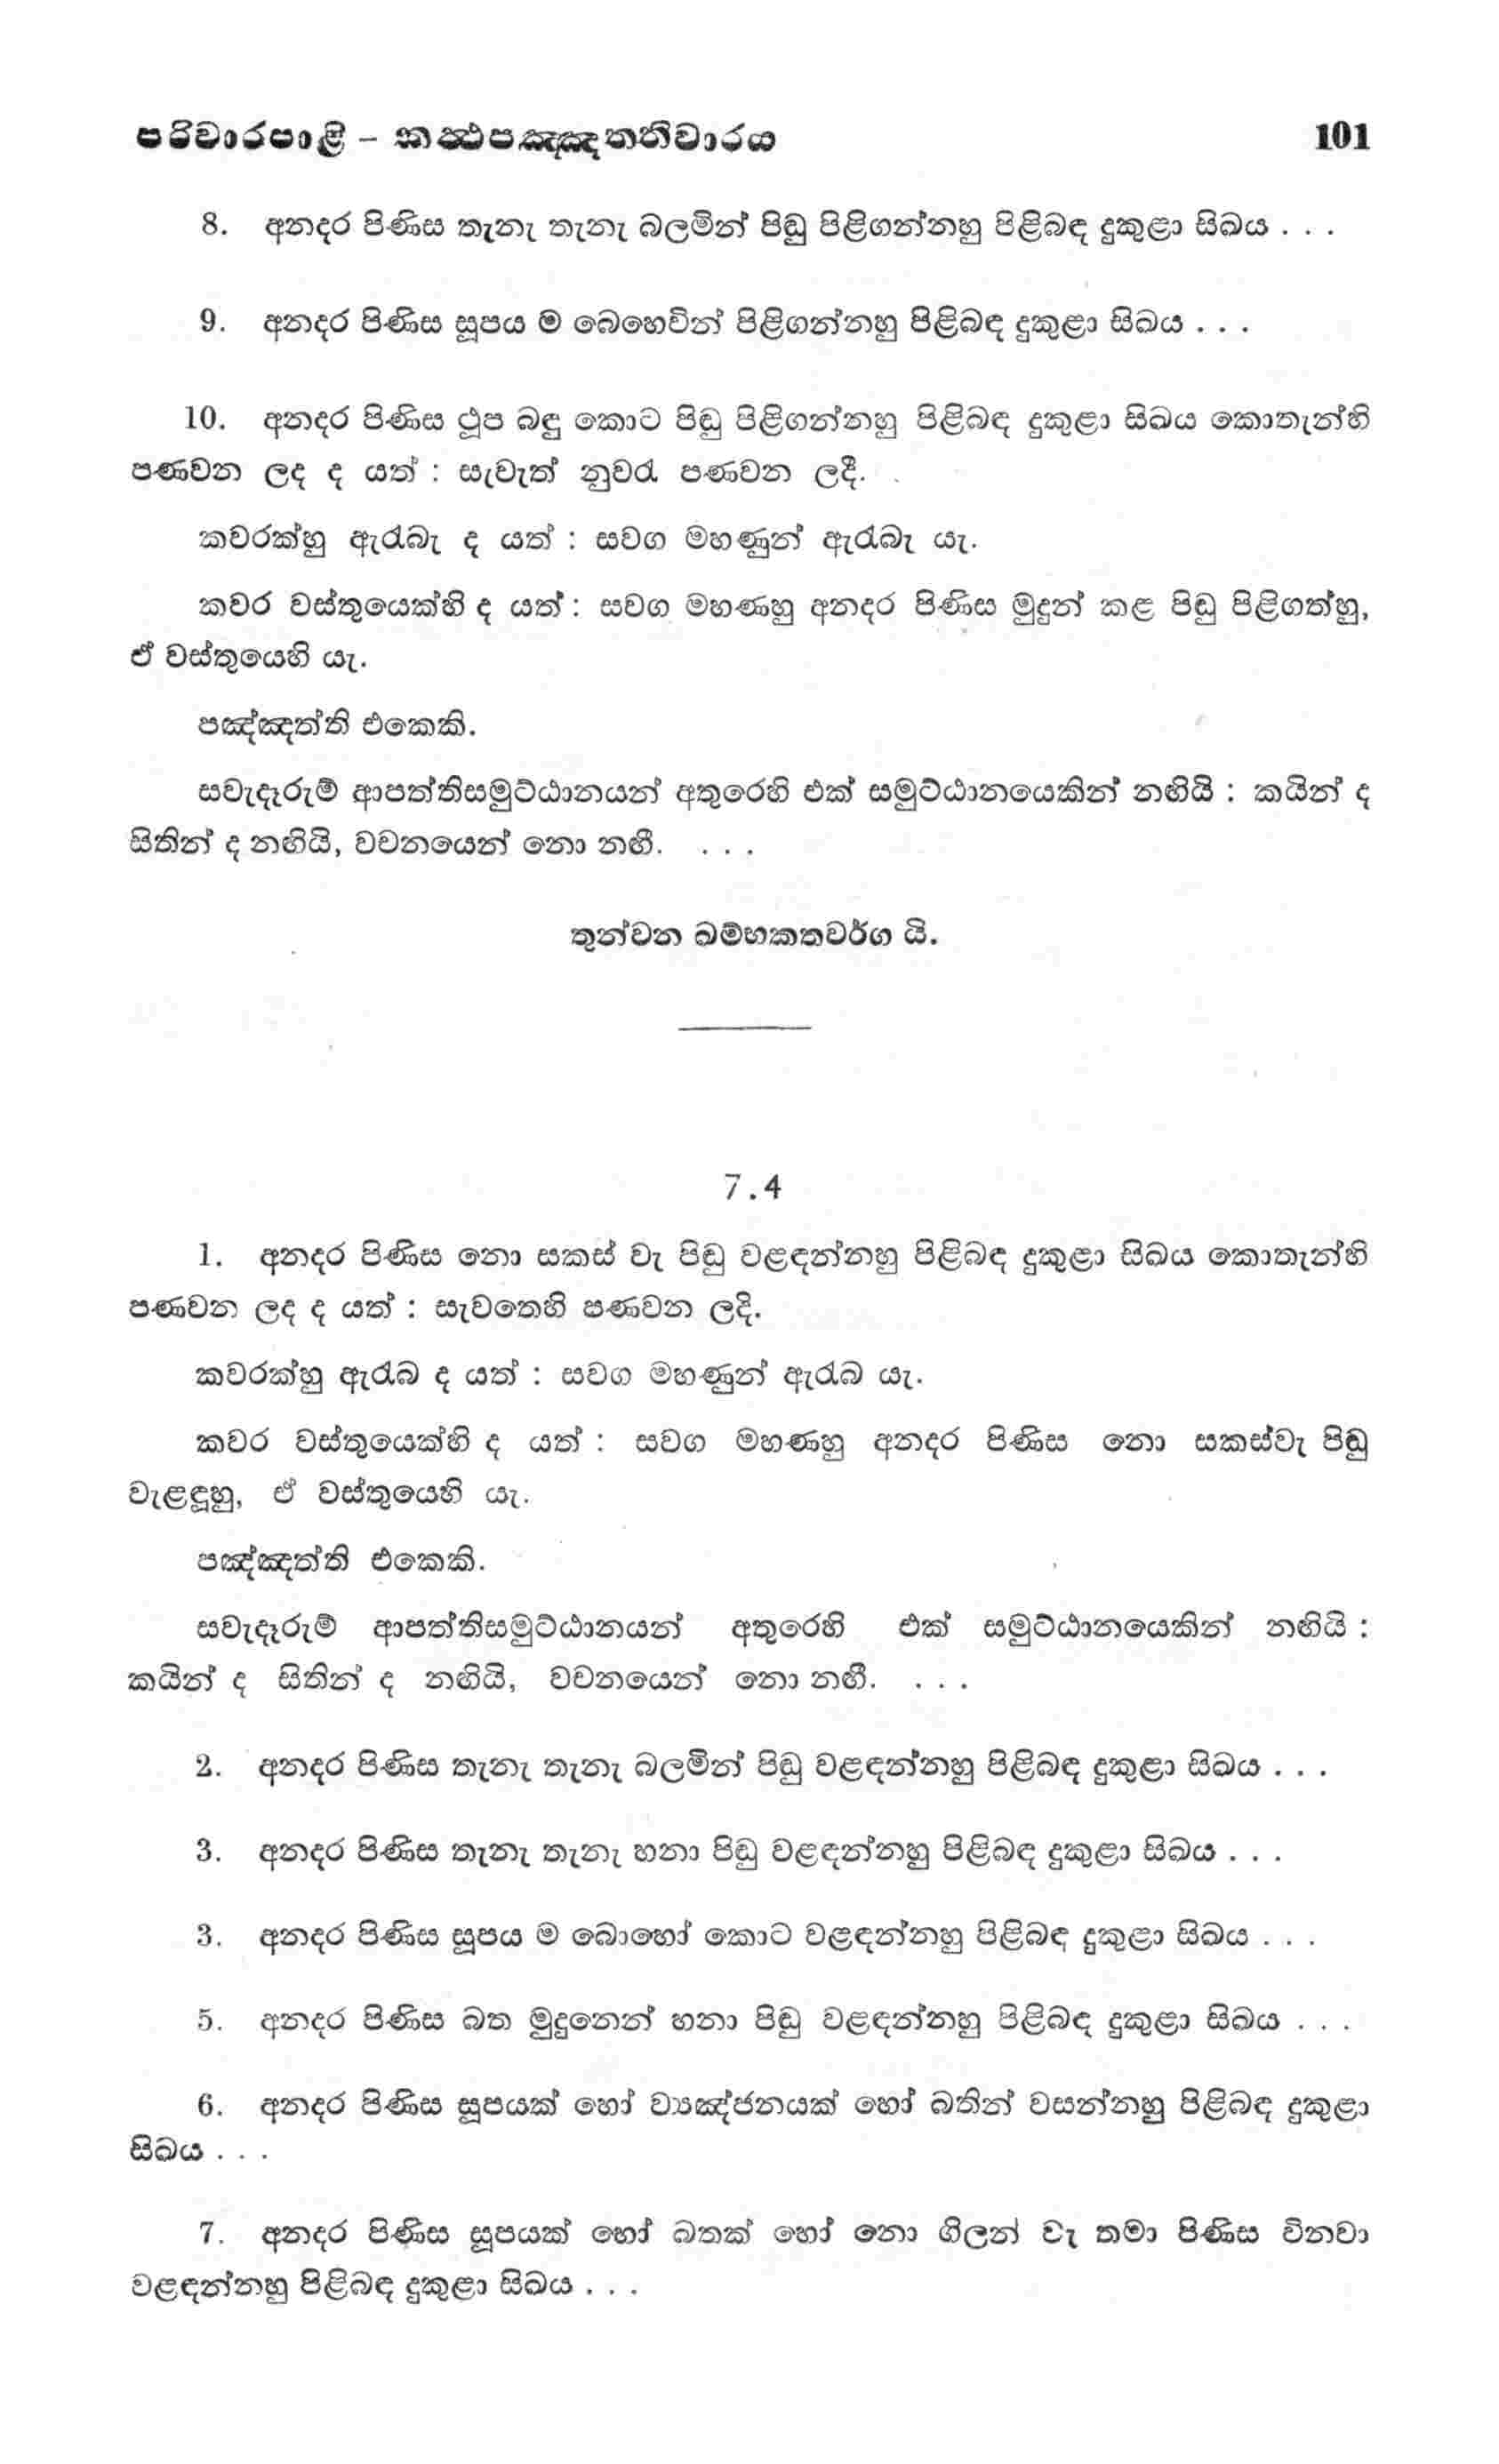 පරිවාරපාළි – කත්‍ථපඤ්ඤත්තිවාරය 101
8. අනදර පිණිස තැනැ තැනැ බලමින් පිඬු පිළිගන්නහු පිළිබඳ දුකුළා සිඛය . . .
9. අනදර පිණිස සූපය ම බෙහෙවින් පිළිගන්නහු පිළිබඳ දුකුළා සිඛය . . .
10. අනදර පිණිස ථූප බඳු කොට පිඬු පිළිගන්නහු පිළිබඳ දුකුළා සිඛය කොතැන්හි
පණවන ලද ද යත් : සැවැත් නුවරැ පණවන ලදී.
කවරක්හු ඇරැබැ ද යත් : සවග මහණුන් ඇරැබැ යැ.
කවර වස්තුයෙක්හි ද යත් : සවග මහණහු අනදර පිණිස මුදුන් කළ පිඬු පිළිගත්හු,
ඒ වස්තුයෙහි යැ.
පඤ්ඤත්ති එකෙකි.
සවැදෑරුම් ආපත්තිසමුට්ඨානයන් අතුරෙහි එක් සමුට්ඨානයෙකින් නඟියි : කයින් ද
සිතින් ද නඟියි, වචනයෙන් නො නඟී. . . .
තුන්වන ඛම්භකතවර්ග යි.
7.4
1. අනදර පිණිස නො සකස් වැ පිඬු වළඳන්නහු පිළිබඳ දුකුළා සිඛය කොතැන්හි
පණවන ලද ද යත් : සැවතෙහි පණවන ලදි.
කවරක්හු ඇරැබ ද යත් : සවග මහණුන් ඇරැබ යැ.
කවර වස්තුයෙක්හි ද යත් : සවග මහණහු අනදර පිණිස නො සකස්වැ පිඬු
වැළඳූහු, ඒ වස්තුයෙහි යැ.
පඤ්ඤත්ති එකෙකි.
සවැදෑරුම් ආපත්තිසමුට්ඨානයන් අතුරෙහි එක් සමුට්ඨානයෙකින් නඟියි :
කයින් ද සිතින් ද නඟියි, වචනයෙන් නො නඟී. . . .
2. අනදර පිණිස තැනැ තැනැ බලමින් පිඬු වළඳන්නහු පිළිබඳ දුකුළා සිඛය . . .
3. අනදර පිණිස තැනැ තැනැ හනා පිඬු වළඳන්නහු පිළිබඳ දුකුළා සිඛය . . .
3. අනදර පිණිස සූපය ම බොහෝ කොට වළඳන්නහු පිළිබඳ දුකුළා සිඛය . . .
5. අනදර පිණිස බත මුදුනෙන් හනා පිඬු වළඳන්නහු පිළිබඳ දුකුළා සිඛය . . .
6. අනදර පිණිස සූපයක් හෝ ව්‍යඤ්ජනයක් හෝ බතින් වසන්නහු පිළිබඳ දුකුළා
සිඛය . . .
7. අනදර පිණිස සූපයක් හෝ බතක් හෝ නො ගිලන් වැ තමා පිණිස විනවා
වළඳන්නහු පිළිබඳ දුකුළා සිඛය . . .